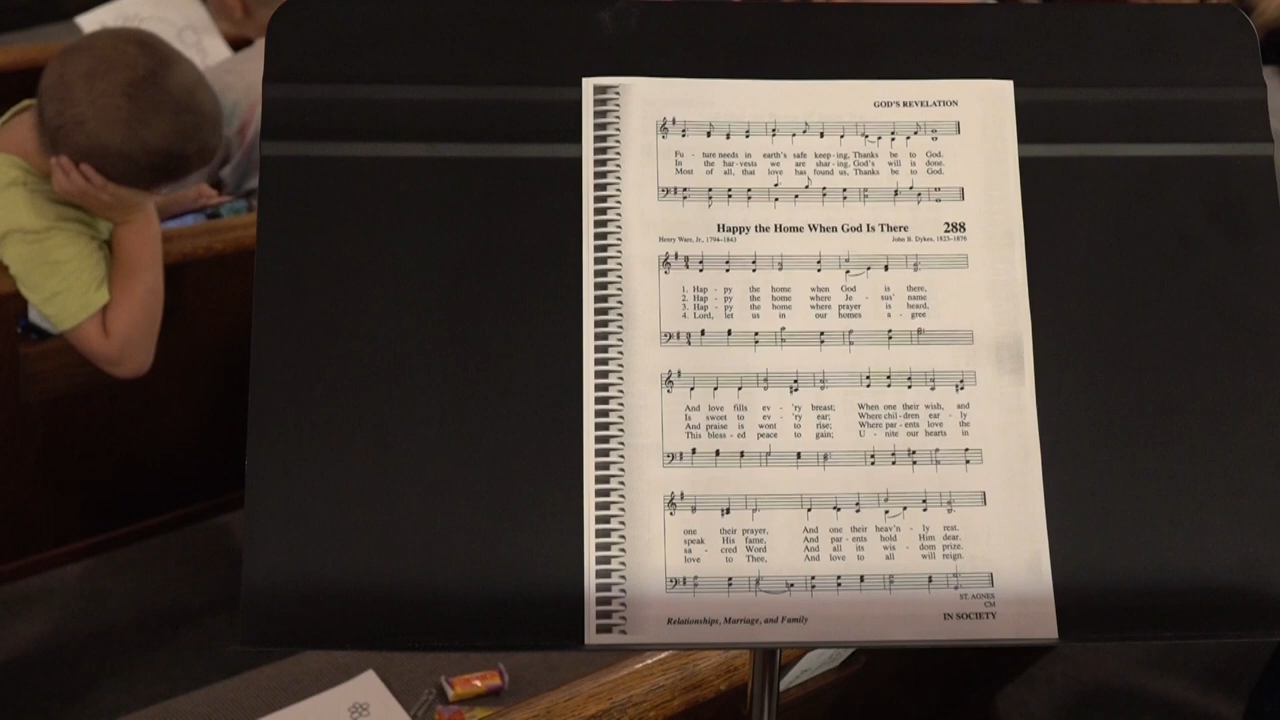 GOD'S REVELATION
Fu - ture needs in earth's safe keep-ing, Thanks be to God.
In the har-vests we are shar-ing, God's will is done.
Most of all, that love has found us, Thanks be to God.
Happy the Home When God Is There 288
Henry Ware, Jr., 1794–1843 John B. Dykes, 1823–1876
1. Hap - py the home when God is there,
2. Hap - py the home where Je - sus' name
3. Hap - py the home where prayer is heard,
4. Lord, let us in our homes a - gree
And love fills ev - 'ry breast; When one their wish, and
Is sweet to ev - 'ry ear; Where chil-dren ear - ly
And praise is wont to rise; Where par-ents love the
This bless-ed peace to gain; U - nite our hearts in
one their prayer, And one their heav'n - ly rest.
speak His fame, And par-ents hold Him dear.
sa - cred Word And all its wis - dom prize.
love to Thee, And love to all will reign.
ST. AGNES
CM
Relationships, Marriage, and Family IN SOCIETY